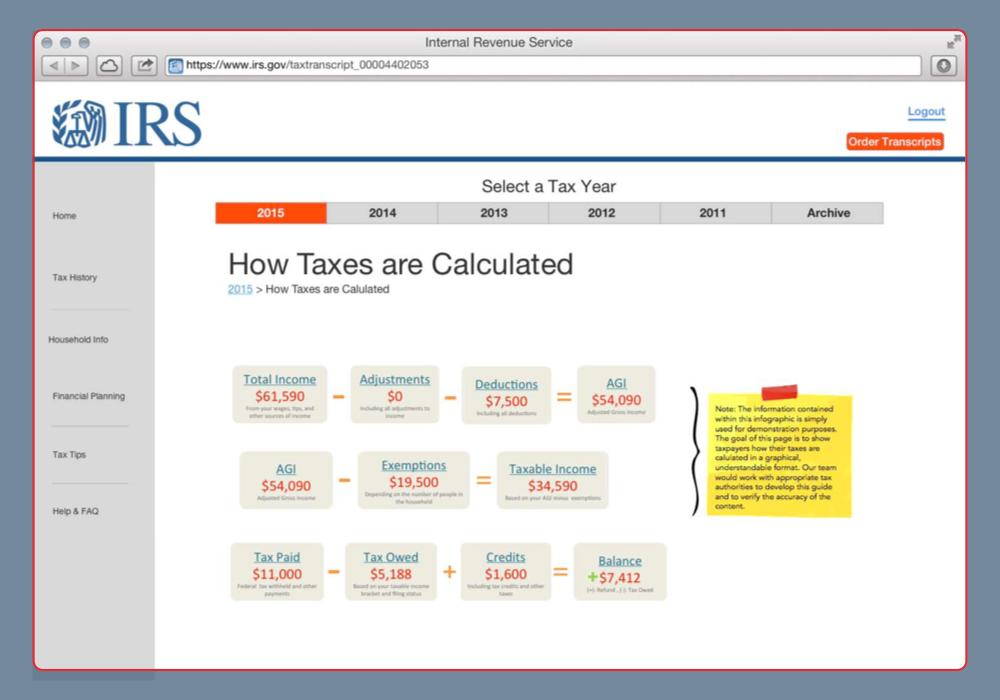 Internal Revenue Service
https://www.irs.gov/taxtranscript_00004402053
IRS
Logout
Order Transcripts
Home
Tax History
Household Info
Financial Planning
Tax Tips
Help & FAQ
Select a Tax Year
2015 2014 2013 2012 2011 Archive
How Taxes are Calculated
2015 > How Taxes are Calulated
Total Income
$61,590
From your wages, tips, and
other sources of income
-
Adjustments
$0
Including all adjustments to
income
-
Deductions
$7,500
Including all deductions
=
AGI
$54,090
Adjusted Gross Income
AGI
$54,090
Adjusted Gross Income
-
Exemptions
$19,500
Depending on the number of people in
the household
=
Taxable Income
$34,590
Based on your AGI minus exemptions
Tax Paid
$11,000
Federal tax withheld and other
payments
-
Tax Owed
$5,188
Based on your taxable income
bracket and filing status
+
Credits
$1,600
Including tax credits and other
taxes
=
Balance
+$7,412
(+): Refund , (-): Tax Owed
Note: The information contained
within this infographic is simply
used for demonstration purposes.
The goal of this page is to show
taxpayers how their taxes are
calulated in a graphical,
understandable format. Our team
would work with appropriate tax
authorities to develop this guide
and to verify the accuracy of the
content.